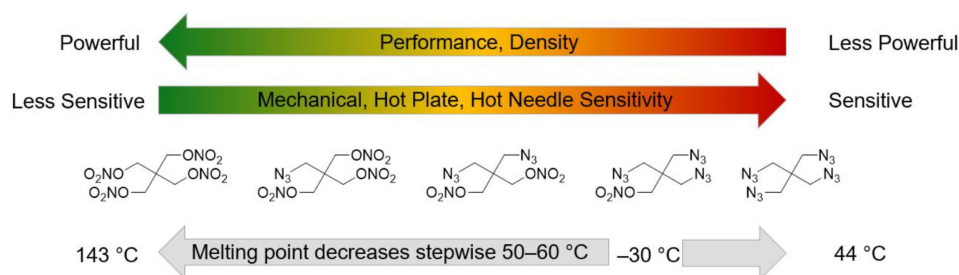 Powerful Performance, Density Less Powerful
Less Sensitive Mechanical, Hot Plate, Hot Needle Sensitivity Sensitive
ONO₂ O₂NO ONO₂ O₂NO
ONO₂ N₃ ONO₂ O₂NO
N₃ N₃ ONO₂ O₂NO
N₃ N₃ N₃ O₂NO
N₃ N₃ N₃ N₃
143 °C Melting point decreases stepwise 50–60 °C –30 °C 44 °C